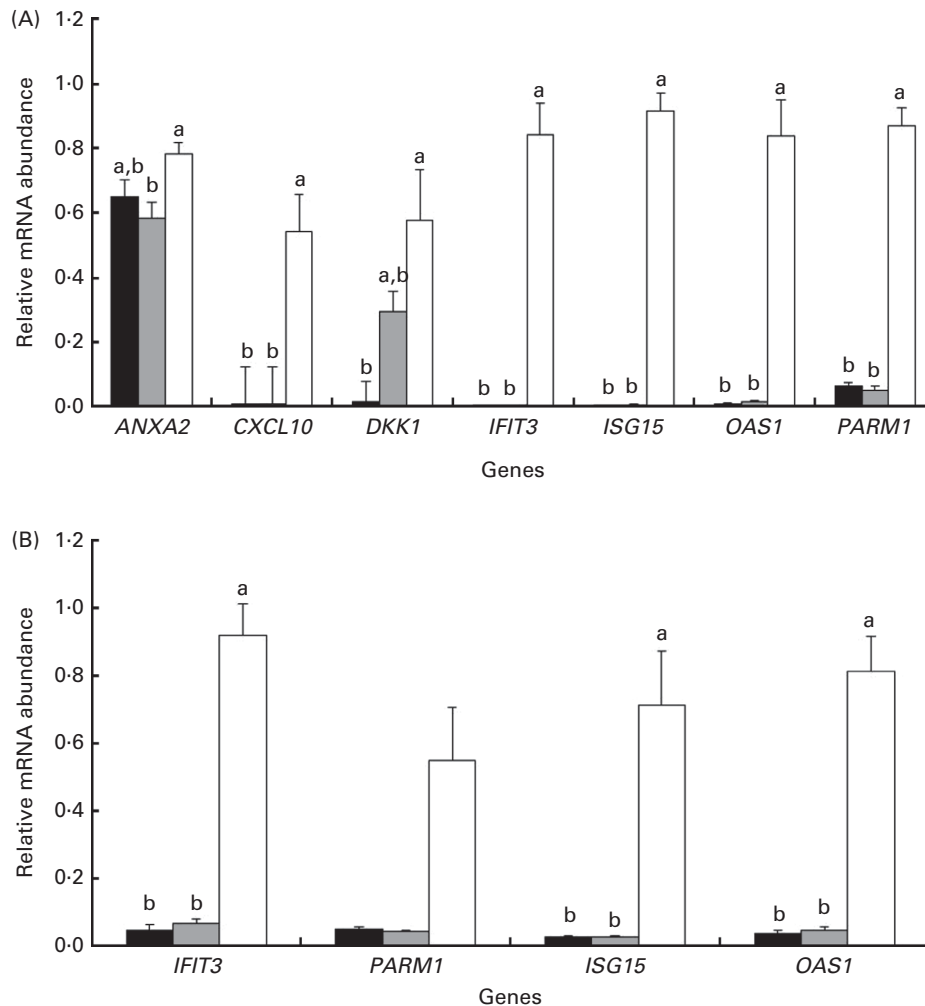 (A)
1·2
1·0
0·8
0·6
0·4
0·2
0·0
Relative mRNA abundance
a,b b a
b b a
b a,b a
b b a
b b a
b b a
b b a
ANXA2 CXCL10 DKK1 IFIT3 ISG15 OAS1 PARM1
Genes
(B)
1·2
1·0
0·8
0·6
0·4
0·2
0·0
Relative mRNA abundance
b b a
b b a
b b a
IFIT3 PARM1 ISG15 OAS1
Genes